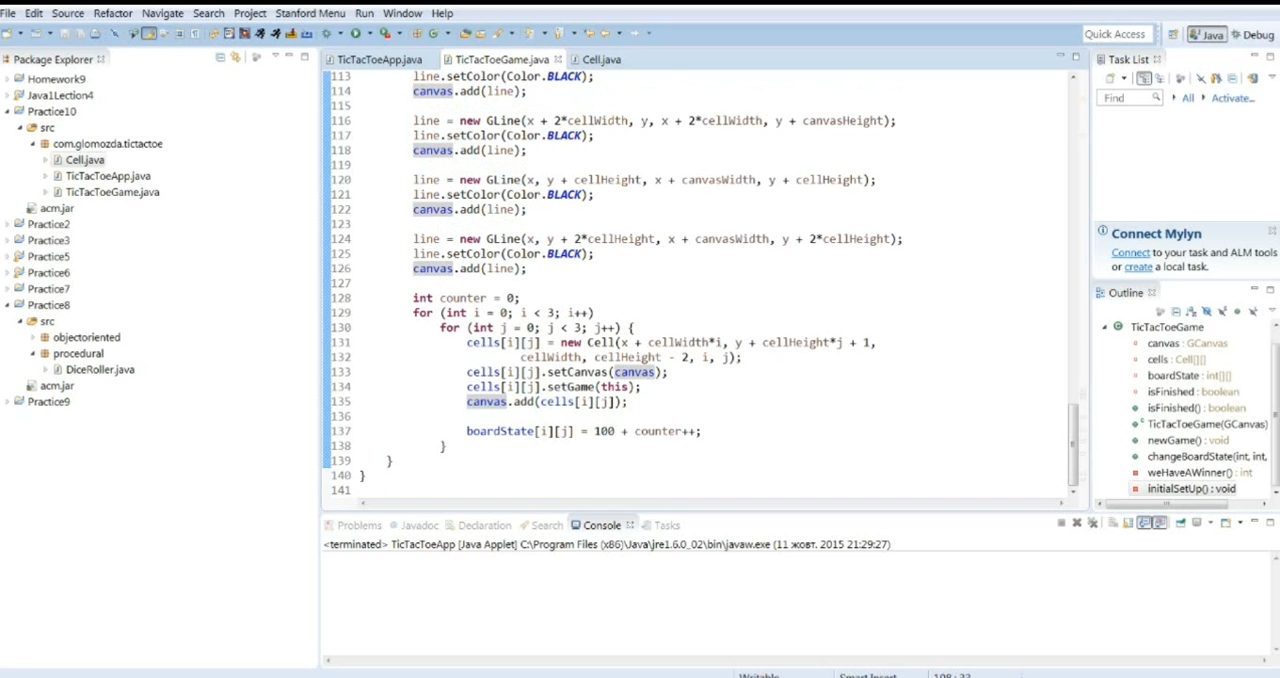 File Edit Source Refactor Navigate Search Project Stanford Menu Run Window Help
Quick Access Java Debug
Package Explorer
Homework9
Java1Lection4
Practice10
src
com.glomozda.tictactoe
Cell.java
TicTacToeApp.java
TicTacToeGame.java
acm.jar
Practice2
Practice3
Practice5
Practice6
Practice7
Practice8
src
objectoriented
procedural
DiceRoller.java
acm.jar
Practice9
TicTacToeApp.java TicTacToeGame.java Cell.java
113 line.setColor(Color.BLACK);
114 canvas.add(line);
115
116 line = new GLine(x + 2*cellWidth, y, x + 2*cellWidth, y + canvasHeight);
117 line.setColor(Color.BLACK);
118 canvas.add(line);
119
120 line = new GLine(x, y + cellHeight, x + canvasWidth, y + cellHeight);
121 line.setColor(Color.BLACK);
122 canvas.add(line);
123
124 line = new GLine(x, y + 2*cellHeight, x + canvasWidth, y + 2*cellHeight);
125 line.setColor(Color.BLACK);
126 canvas.add(line);
127
128 int counter = 0;
129 for (int i = 0; i < 3; i++)
130 for (int j = 0; j < 3; j++) {
131 cells[i][j] = new Cell(x + cellWidth*i, y + cellHeight*j + 1,
132 cellWidth, cellHeight - 2, i, j);
133 cells[i][j].setCanvas(canvas);
134 cells[i][j].setGame(this);
135 canvas.add(cells[i][j]);
136
137 boardState[i][j] = 100 + counter++;
138 }
139 }
140 }
141
Task List
Find All Activate...
Connect Mylyn
Connect to your task and ALM tools
or create a local task.
Outline
TicTacToeGame
canvas : GCanvas
cells : Cell[][]
boardState : int[][]
isFinished : boolean
isFinished() : boolean
TicTacToeGame(GCanvas)
newGame() : void
changeBoardState(int, int,
weHaveAWinner() : int
initialSetUp() : void
Problems Javadoc Declaration Search Console Tasks
<terminated> TicTacToeApp [Java Applet] C:\Program Files (x86)\Java\jre1.6.0_02\bin\javaw.exe (11 жовт. 2015 21:29:27)
Writable Smart Insert 108 : 33